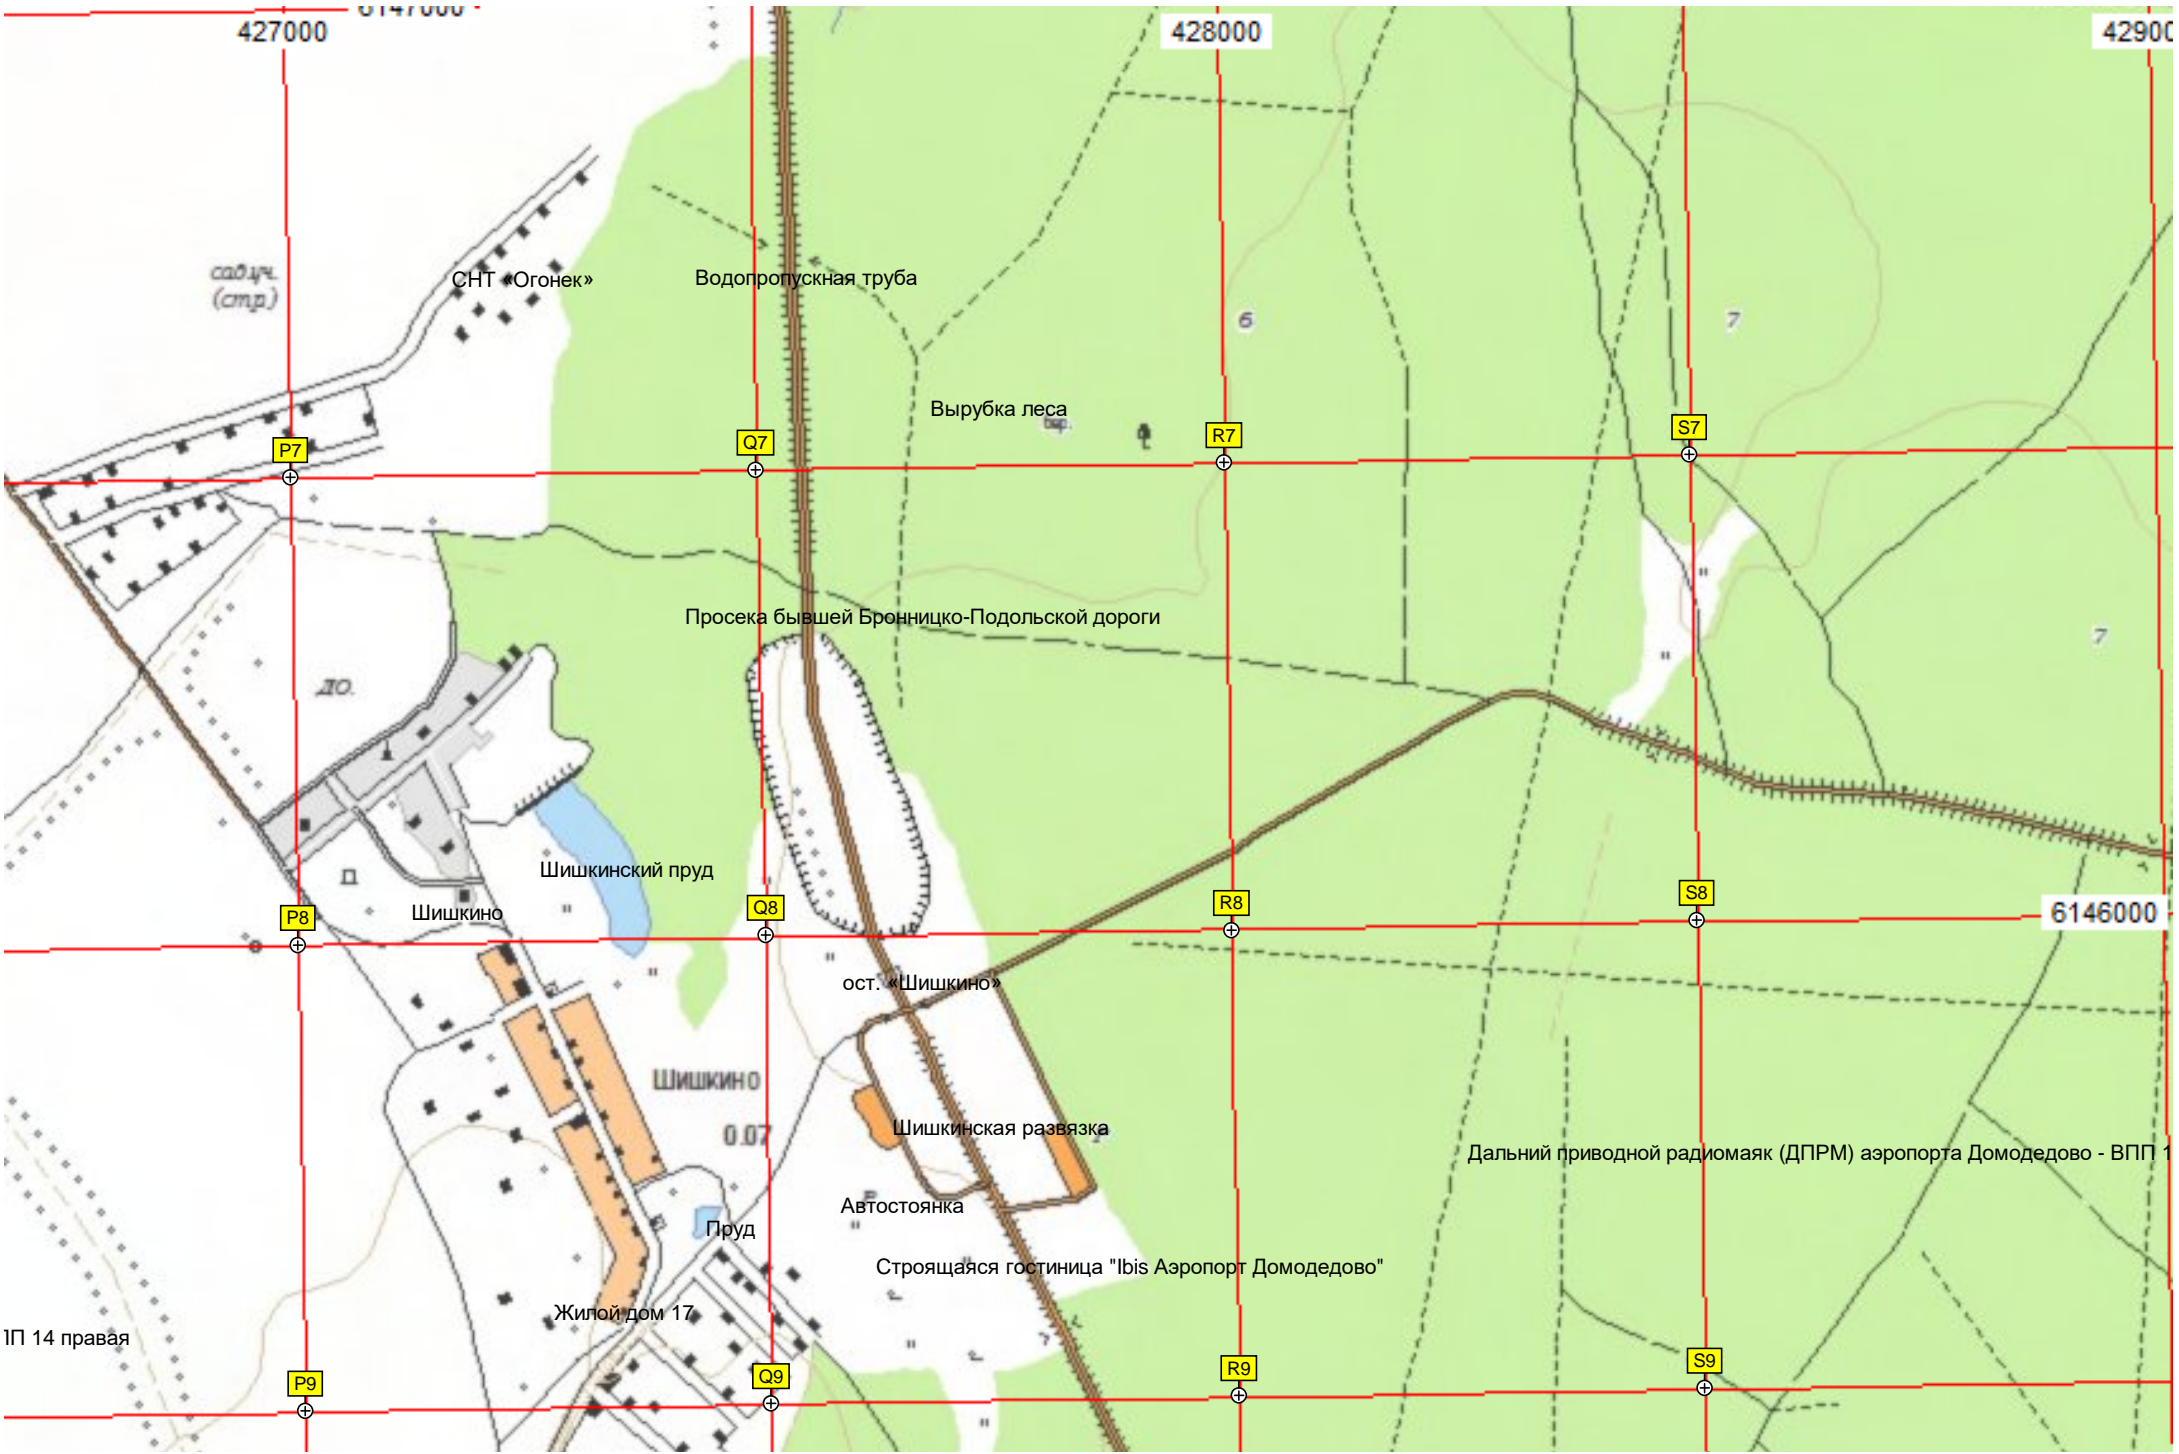 427000
428000
сад.уч.
(стр.)
СНТ «Огонек»
Водопропускная труба
6
7
Вырубка леса
P7
Q7
R7
S7
Просека бывшей Бронницко-Подольской дороги
7
ДО.
П
Шишкинский пруд
Шишкино
P8
Q8
R8
S8
6146000
ост. «Шишкино»
Шишкино
0.07
Шишкинская развязка
Дальний приводной радиомаяк (ДПРМ) аэропорта Домодедово - ВПП 1
Автостоянка
Пруд
Строящаяся гостиница "Ibis Аэропорт Домодедово"
Жилой дом 17
ПП 14 правая
P9
Q9
R9
S9